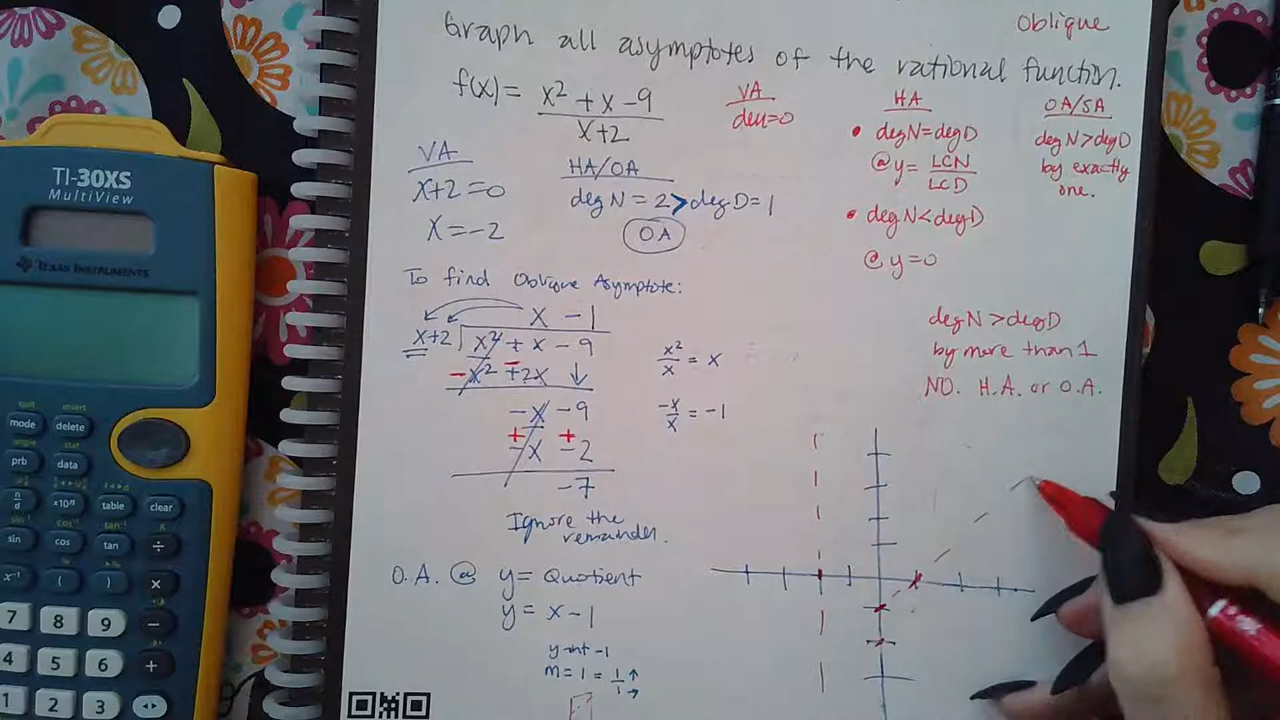 Oblique
Graph all asymptotes of the rational function.
f(x) = x² + x - 9 / x + 2
VA
den=0
HA
• deg N = deg D
@ y = LCN / LCD
• deg N < deg D
@ y = 0
OA/SA
deg N > deg D
by exactly
one.
VA
x+2=0
x=-2
HA/OA
deg N = 2 > deg D = 1
OA
To find Oblique Asymptote:
x - 1
x+2 x² + x - 9
- x² + 2x ↓
-x - 9
-x - 2
+ +
-7
x²/x = x
-x/x = -1
Ignore the
remainder.
O.A. @ y = Quotient
y = x - 1
y-int -1
m = 1 = 1↑/1→
deg N > deg D
by more than 1
NO. H.A. or O.A.
TI-30XS
MultiView
TEXAS INSTRUMENTS
quit insert
mode delete
prb data
n/d x10ⁿ table clear
sin cos tan ÷
x⁻¹ ( ) ×
7 8 9 −
4 5 6 +
1 2 3